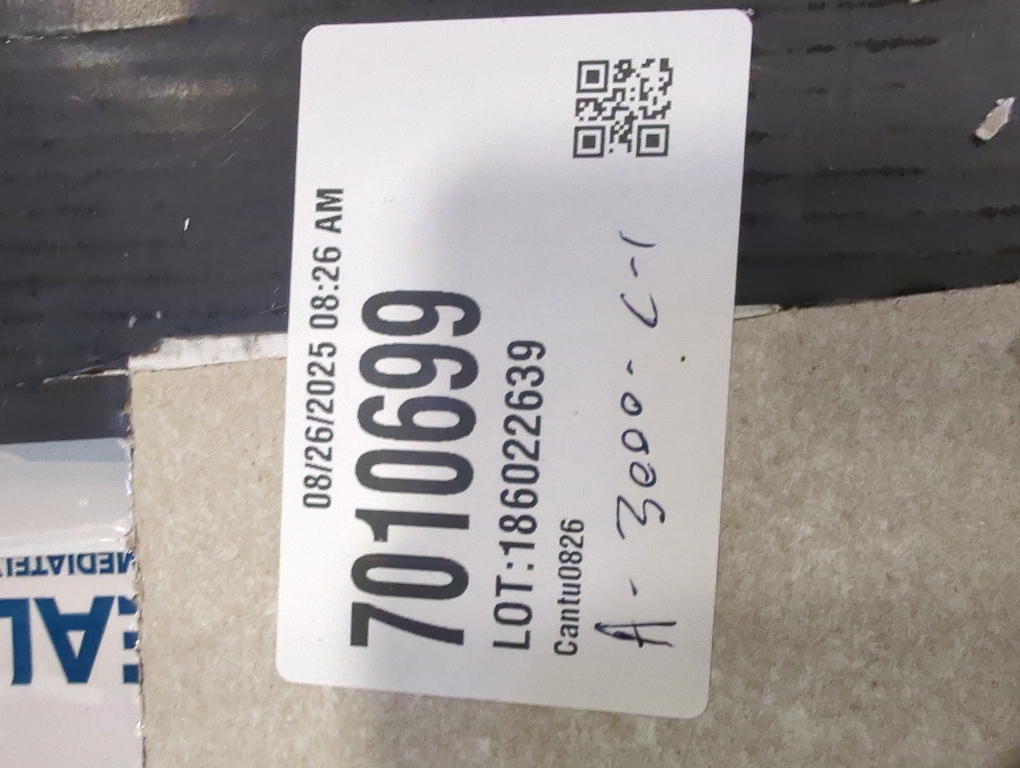 08/26/2025 08:26 AM
7010699
LOT:186022639
Cantu0826
A - 3000 - C-1